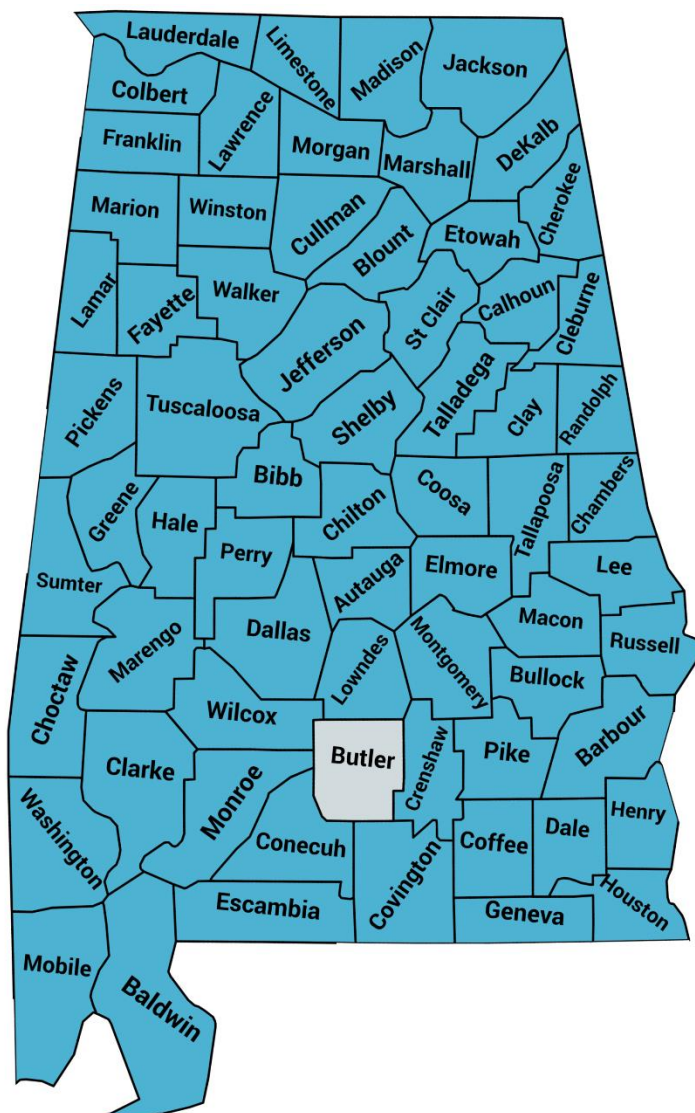 Lauderdale
Limestone
Madison
Jackson
Colbert
Lawrence
Franklin
Morgan
Marshall
DeKalb
Cherokee
Marion
Winston
Cullman
Blount
Etowah
Lamar
Fayette
Walker
Jefferson
St Clair
Calhoun
Cleburne
Pickens
Tuscaloosa
Shelby
Talladega
Clay
Randolph
Greene
Hale
Bibb
Chilton
Coosa
Tallapoosa
Chambers
Sumter
Perry
Autauga
Elmore
Lee
Marengo
Dallas
Lowndes
Montgomery
Macon
Russell
Bullock
Choctaw
Wilcox
Clarke
Monroe
Butler
Crenshaw
Pike
Barbour
Washington
Conecuh
Covington
Coffee
Dale
Henry
Escambia
Geneva
Houston
Mobile
Baldwin